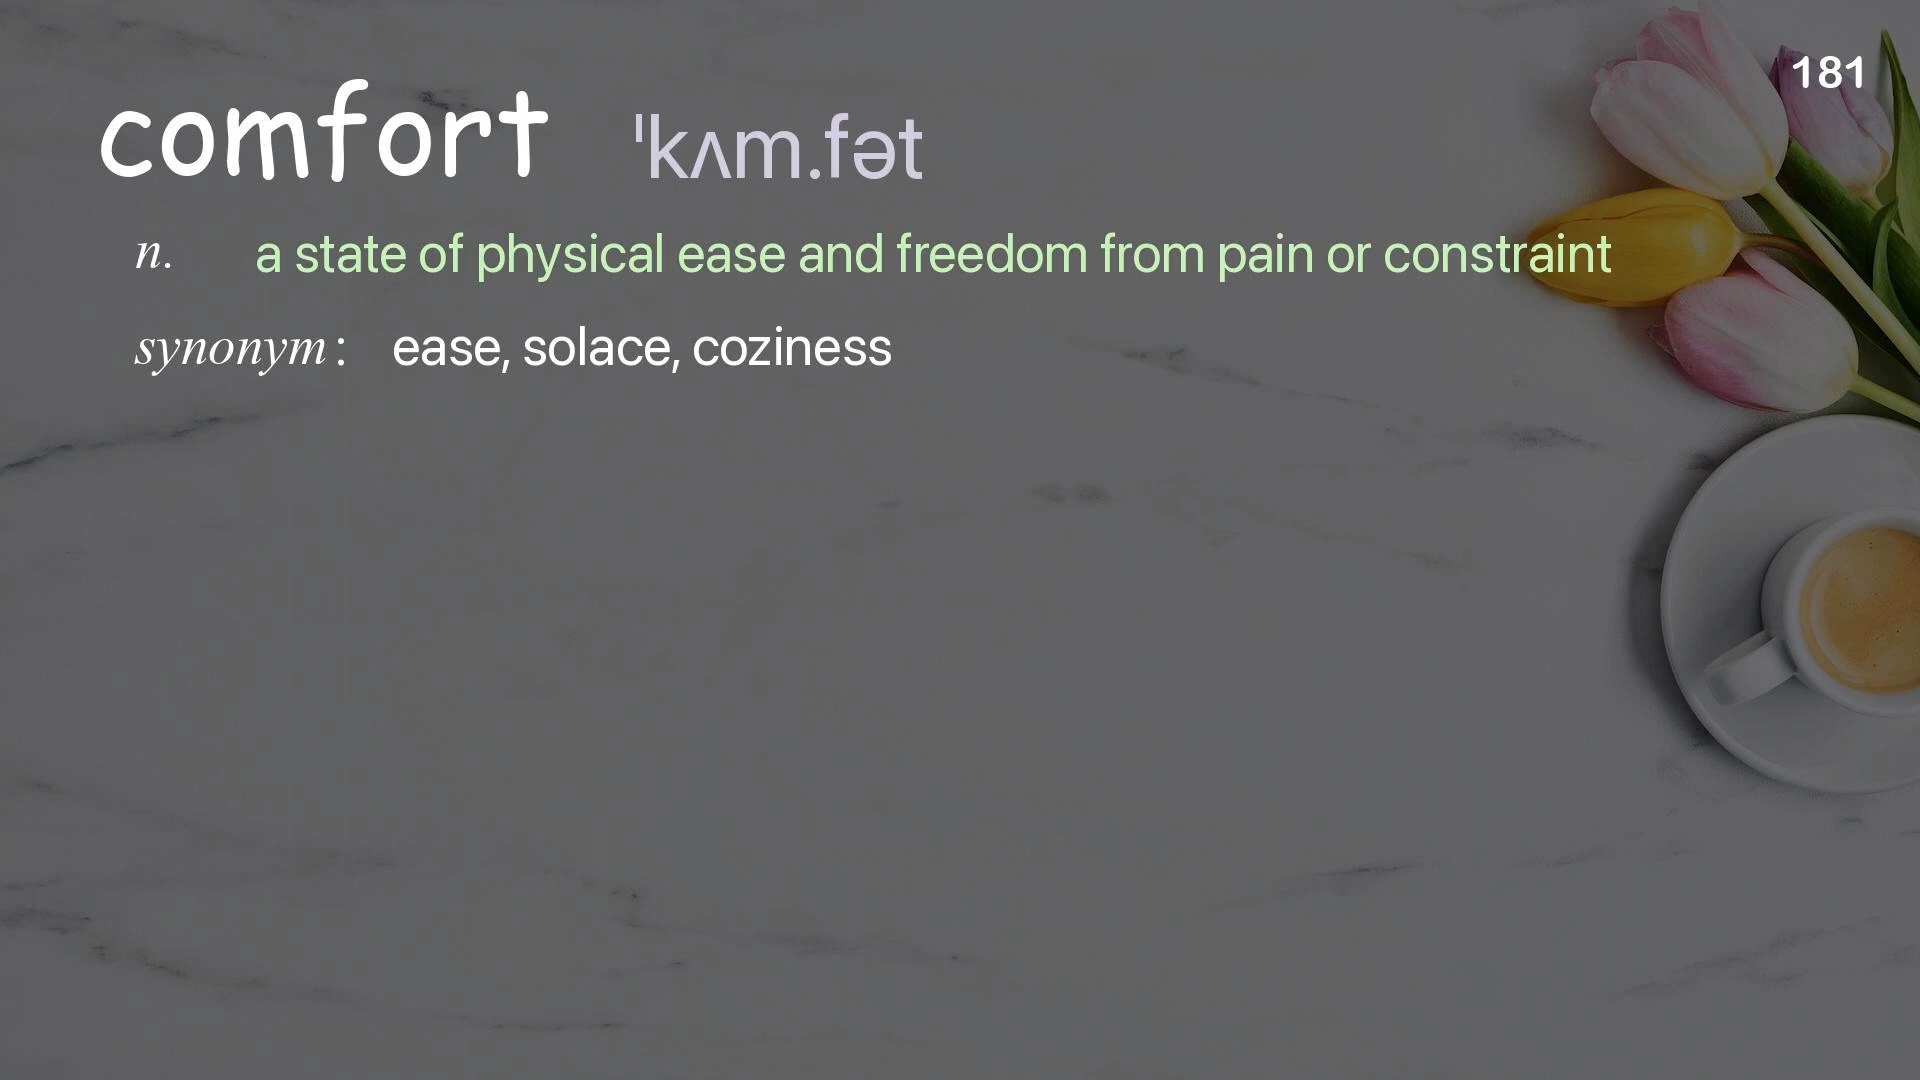 181
comfort ˈkʌm.fət
n. a state of physical ease and freedom from pain or constraint
synonym: ease, solace, coziness